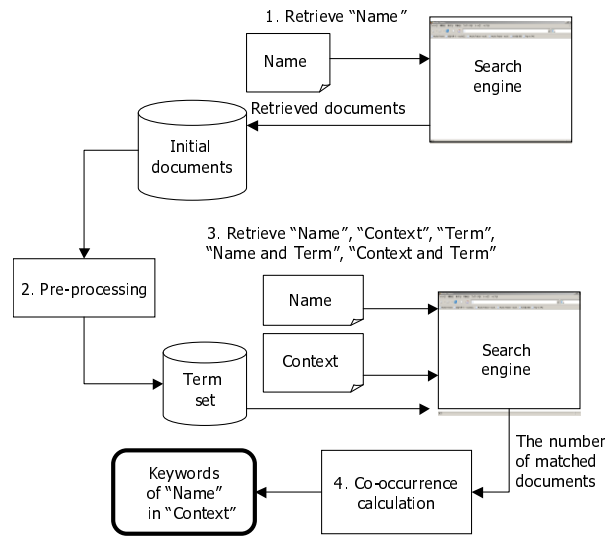 1. Retrieve “Name”
Name
Search
engine
Retrieved documents
Initial
documents
3. Retrieve “Name”, “Context”, “Term”,
“Name and Term”, “Context and Term”
2. Pre-processing
Name
Context
Search
engine
Term
set
The number
of matched
documents
Keywords
of “Name”
in “Context”
4. Co-occurrence
calculation